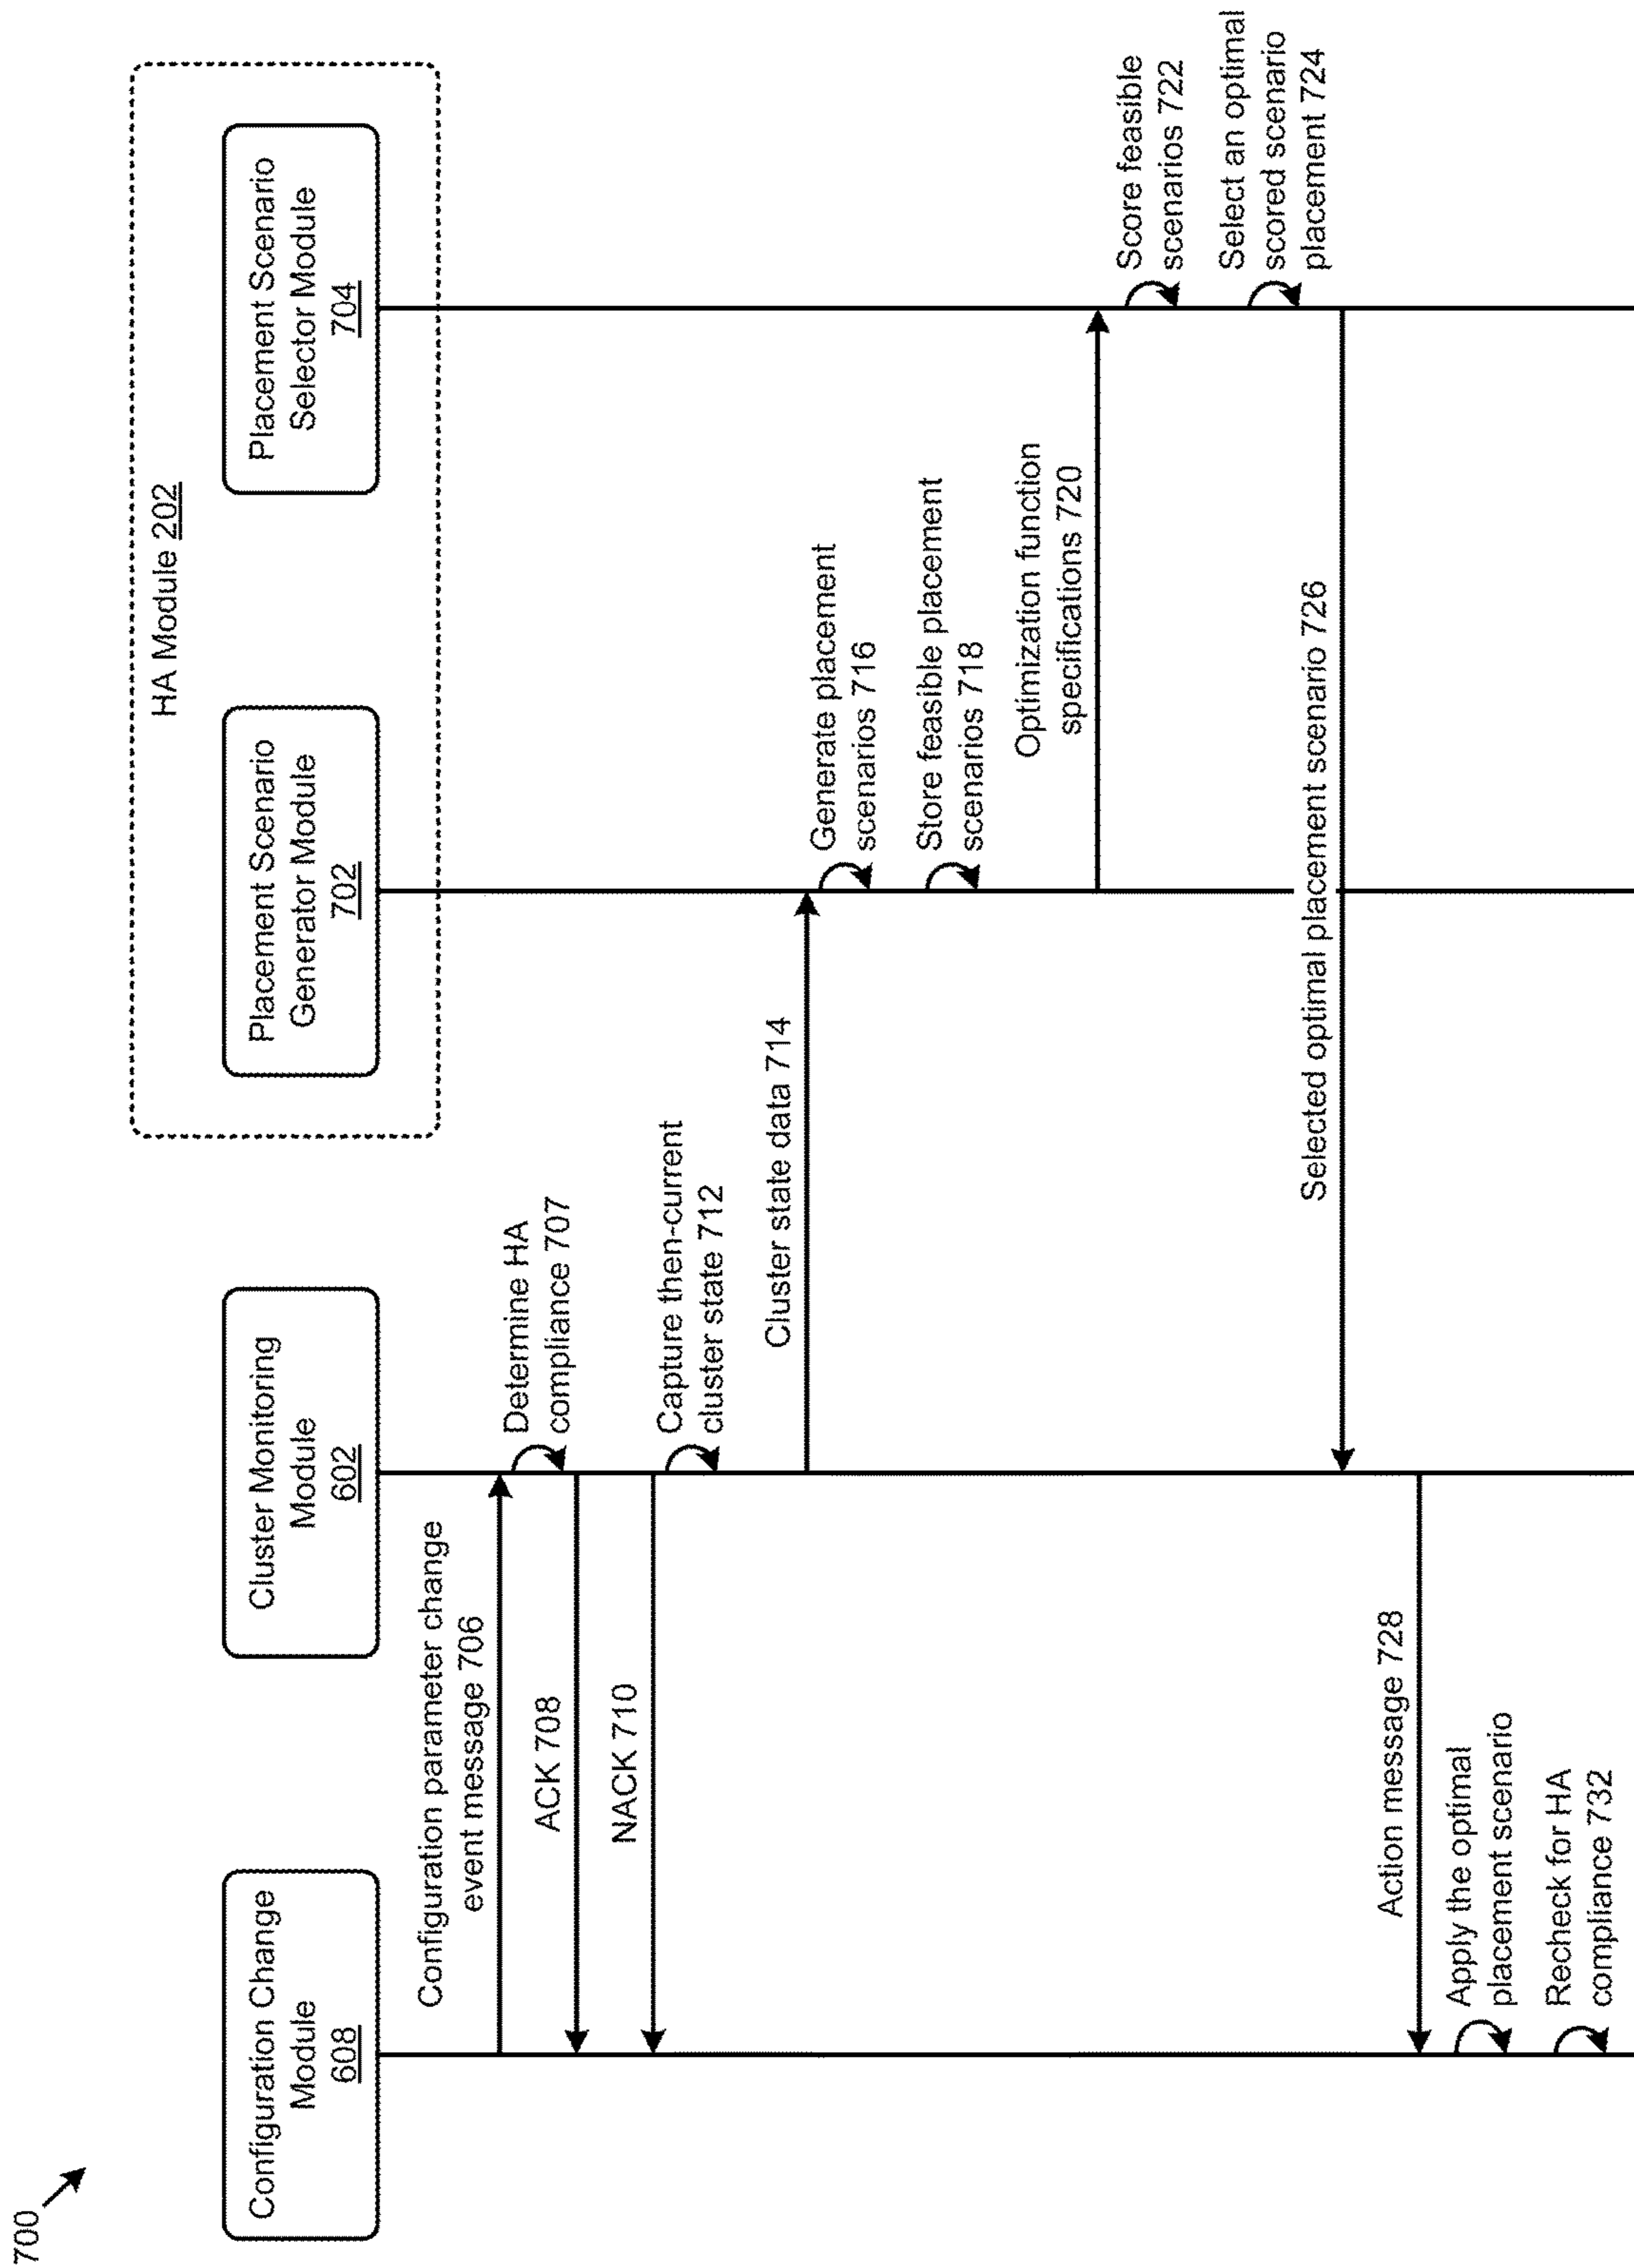 700
HA Module 202
Configuration Change
Module
608
Cluster Monitoring
Module
602
Placement Scenario
Generator Module
702
Placement Scenario
Selector Module
704
Configuration parameter change
event message 706
Determine HA
compliance 707
ACK 708
NACK 710
Capture then-current
cluster state 712
Cluster state data 714
Generate placement
scenarios 716
Store feasible placement
scenarios 718
Optimization function
specifications 720
Score feasible
scenarios 722
Select an optimal
scored scenario
placement 724
Selected optimal placement scenario 726
Action message 728
Apply the optimal
placement scenario
Recheck for HA
compliance 732